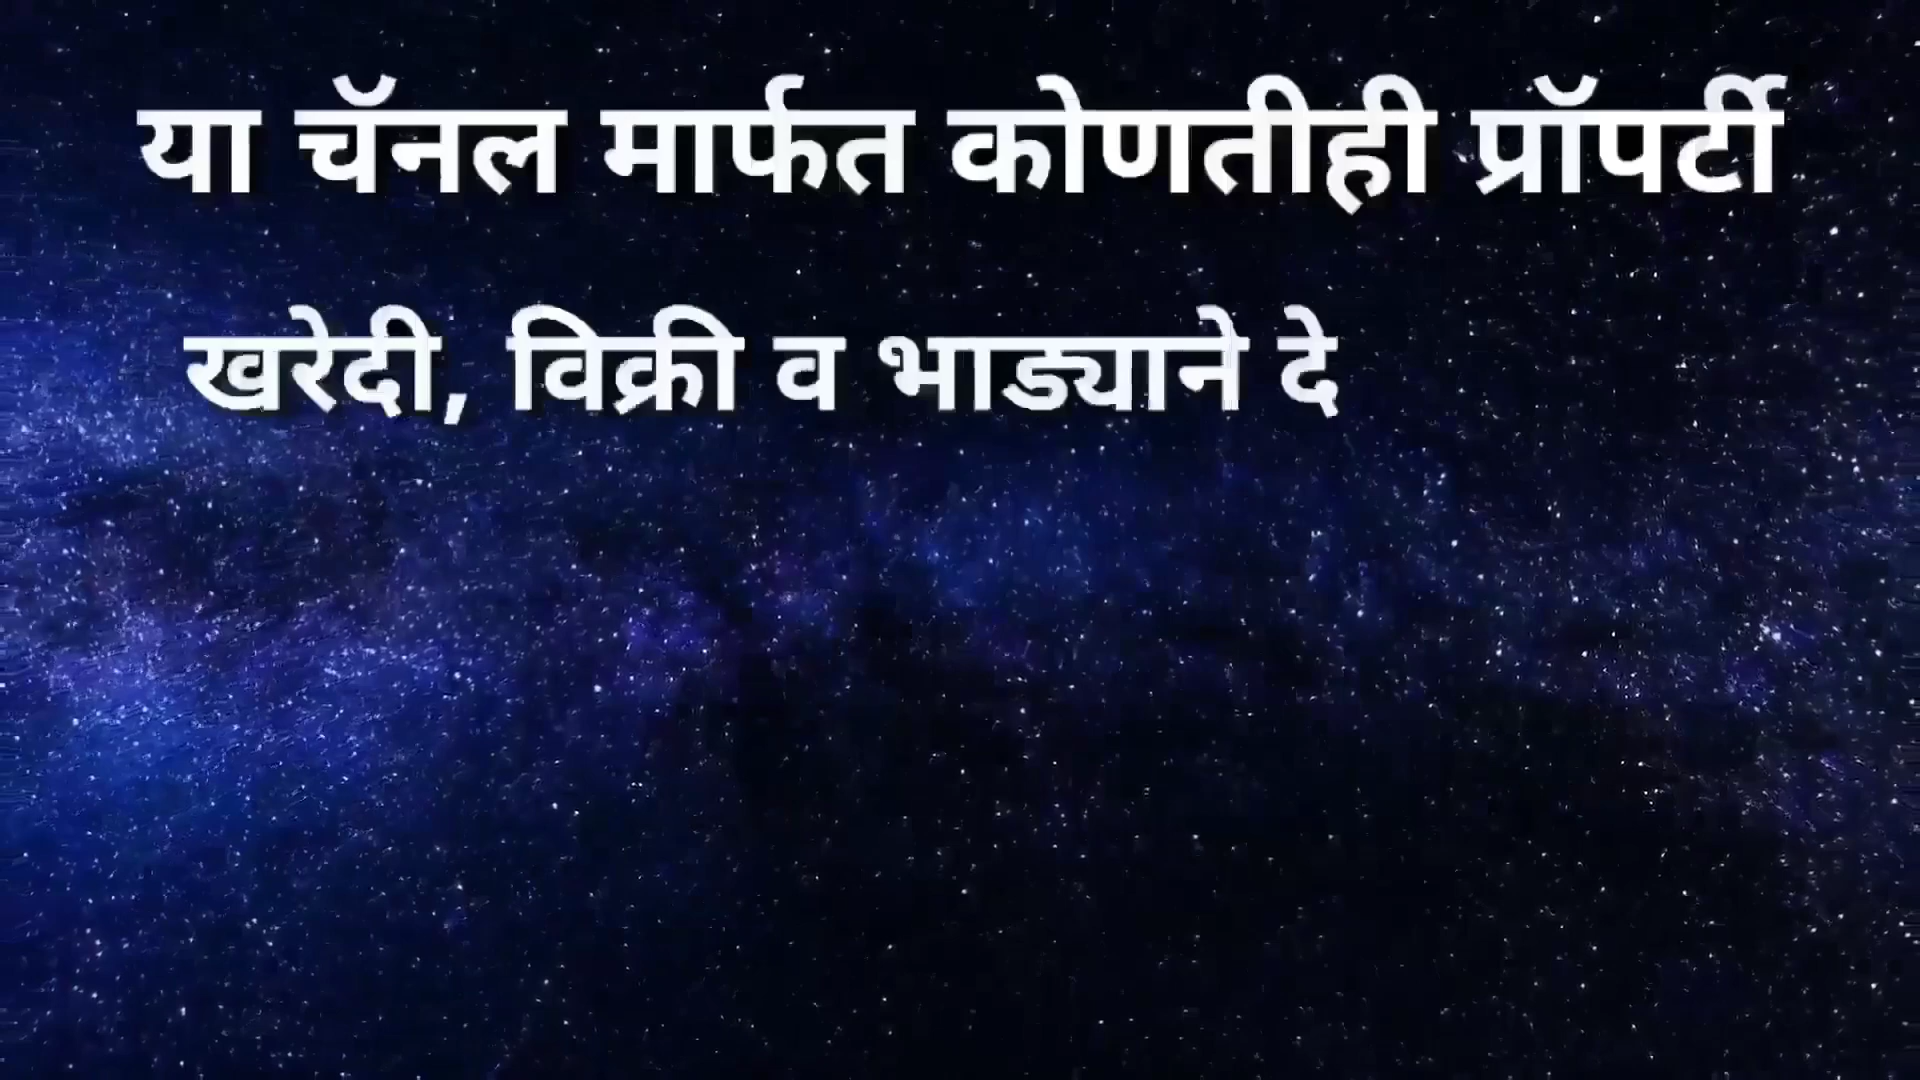 या चॅनल मार्फत कोणतीही प्रॉपर्टी
खरेदी, विक्री व भाड्याने दे